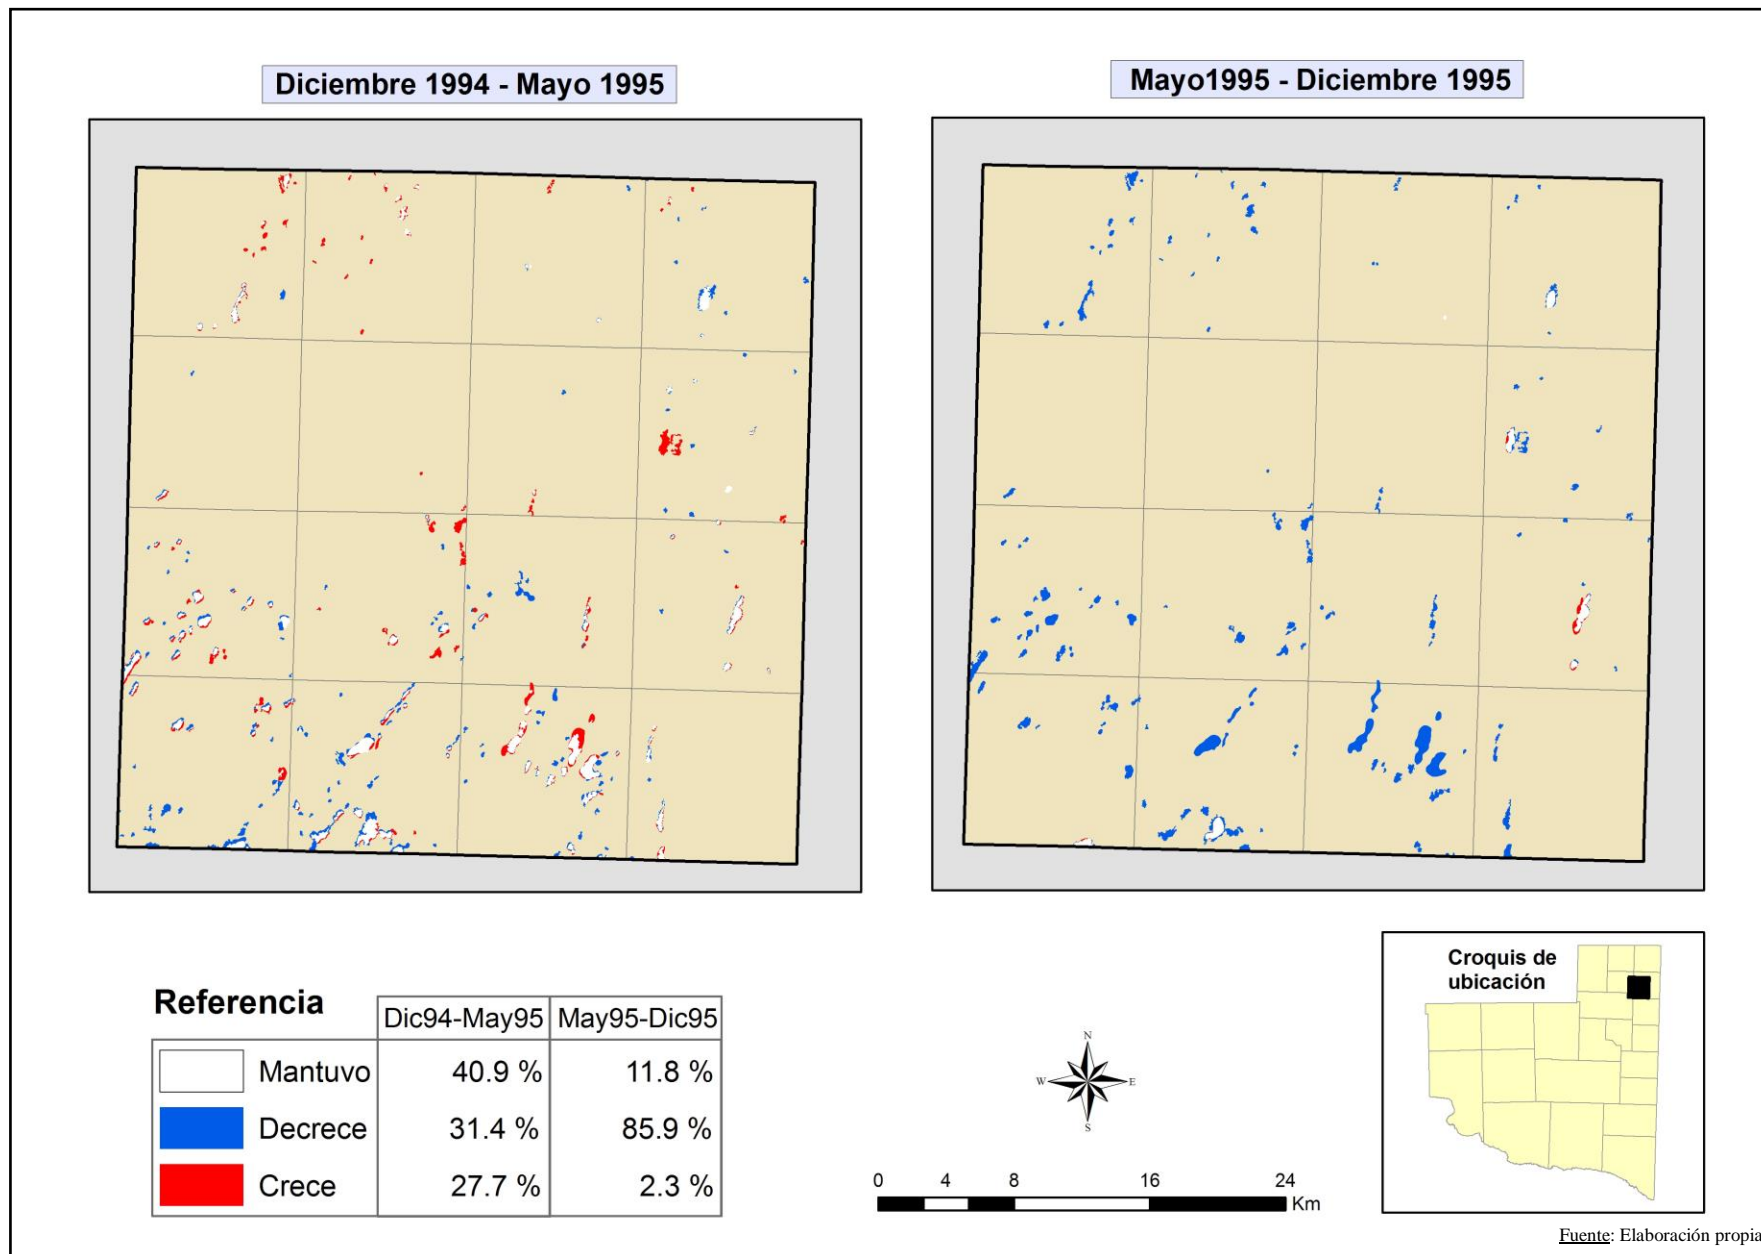 Diciembre 1994 - Mayo 1995
Mayo1995 - Diciembre 1995
Referencia
Dic94-May95 May95-Dic95
Mantuvo 40.9 % 11.8 %
Decrece 31.4 % 85.9 %
Crece 27.7 % 2.3 %
N
W E
S
0 4 8 16 24
Km
Croquis de
ubicación
Fuente: Elaboración propia